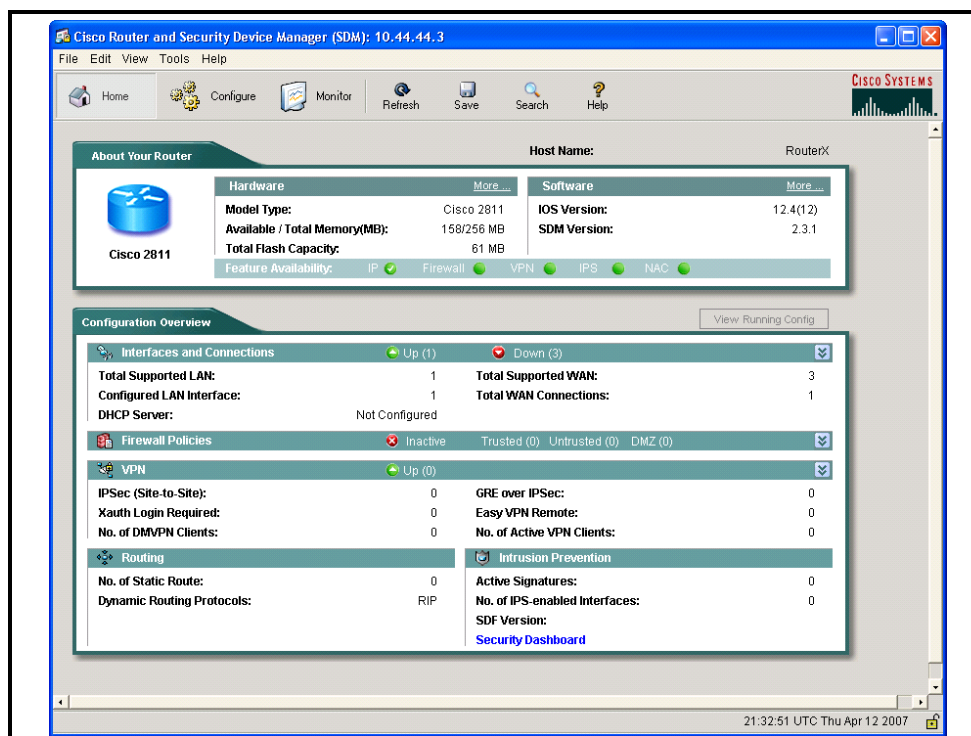 Cisco Router and Security Device Manager (SDM): 10.44.44.3
File Edit View Tools Help
Home Configure Monitor Refresh Save Search Help
CISCO SYSTEMS
About Your Router
Host Name: RouterX
Cisco 2811
Hardware More ...
Model Type: Cisco 2811
Available / Total Memory(MB): 158/256 MB
Total Flash Capacity: 61 MB
Software More ...
IOS Version: 12.4(12)
SDM Version: 2.3.1
Feature Availability: IP Firewall VPN IPS NAC
Configuration Overview
View Running Config
Interfaces and Connections Up (1) Down (3)
Total Supported LAN: 1 Total Supported WAN: 3
Configured LAN Interface: 1 Total WAN Connections: 1
DHCP Server: Not Configured
Firewall Policies Inactive Trusted (0) Untrusted (0) DMZ (0)
VPN Up (0)
IPSec (Site-to-Site): 0 GRE over IPSec: 0
Xauth Login Required: 0 Easy VPN Remote: 0
No. of DMVPN Clients: 0 No. of Active VPN Clients: 0
Routing
No. of Static Route: 0
Dynamic Routing Protocols: RIP
Intrusion Prevention
Active Signatures: 0
No. of IPS-enabled Interfaces: 0
SDF Version:
Security Dashboard
21:32:51 UTC Thu Apr 12 2007